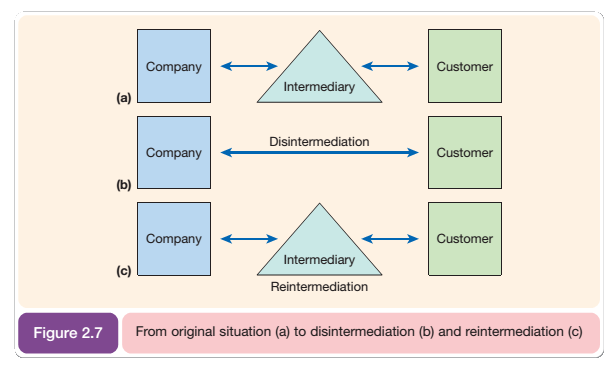 Company
Intermediary
Customer
(a)
Company
Disintermediation
Customer
(b)
Company
Intermediary
Customer
(c)
Reintermediation
Figure 2.7
From original situation (a) to disintermediation (b) and reintermediation (c)